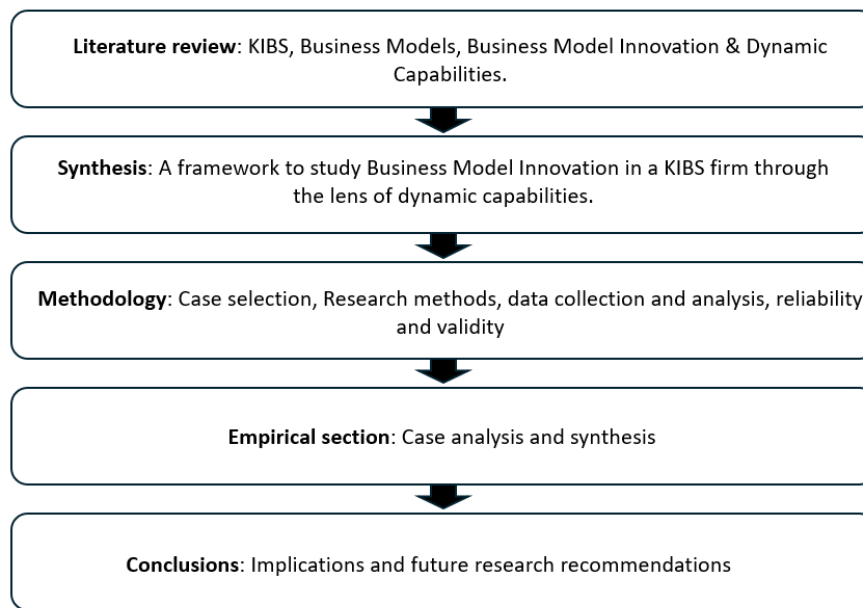 Literature review: KIBS, Business Models, Business Model Innovation & Dynamic
Capabilities.
Synthesis: A framework to study Business Model Innovation in a KIBS firm through
the lens of dynamic capabilities.
Methodology: Case selection, Research methods, data collection and analysis, reliability
and validity
Empirical section: Case analysis and synthesis
Conclusions: Implications and future research recommendations